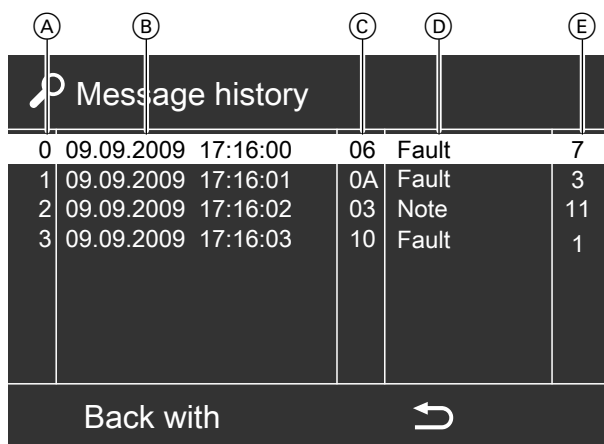 A B C D E
Message history
0 09.09.2009 17:16:00 06 Fault 7
1 09.09.2009 17:16:01 0A Fault 3
2 09.09.2009 17:16:02 03 Note 11
3 09.09.2009 17:16:03 10 Fault 1
Back with